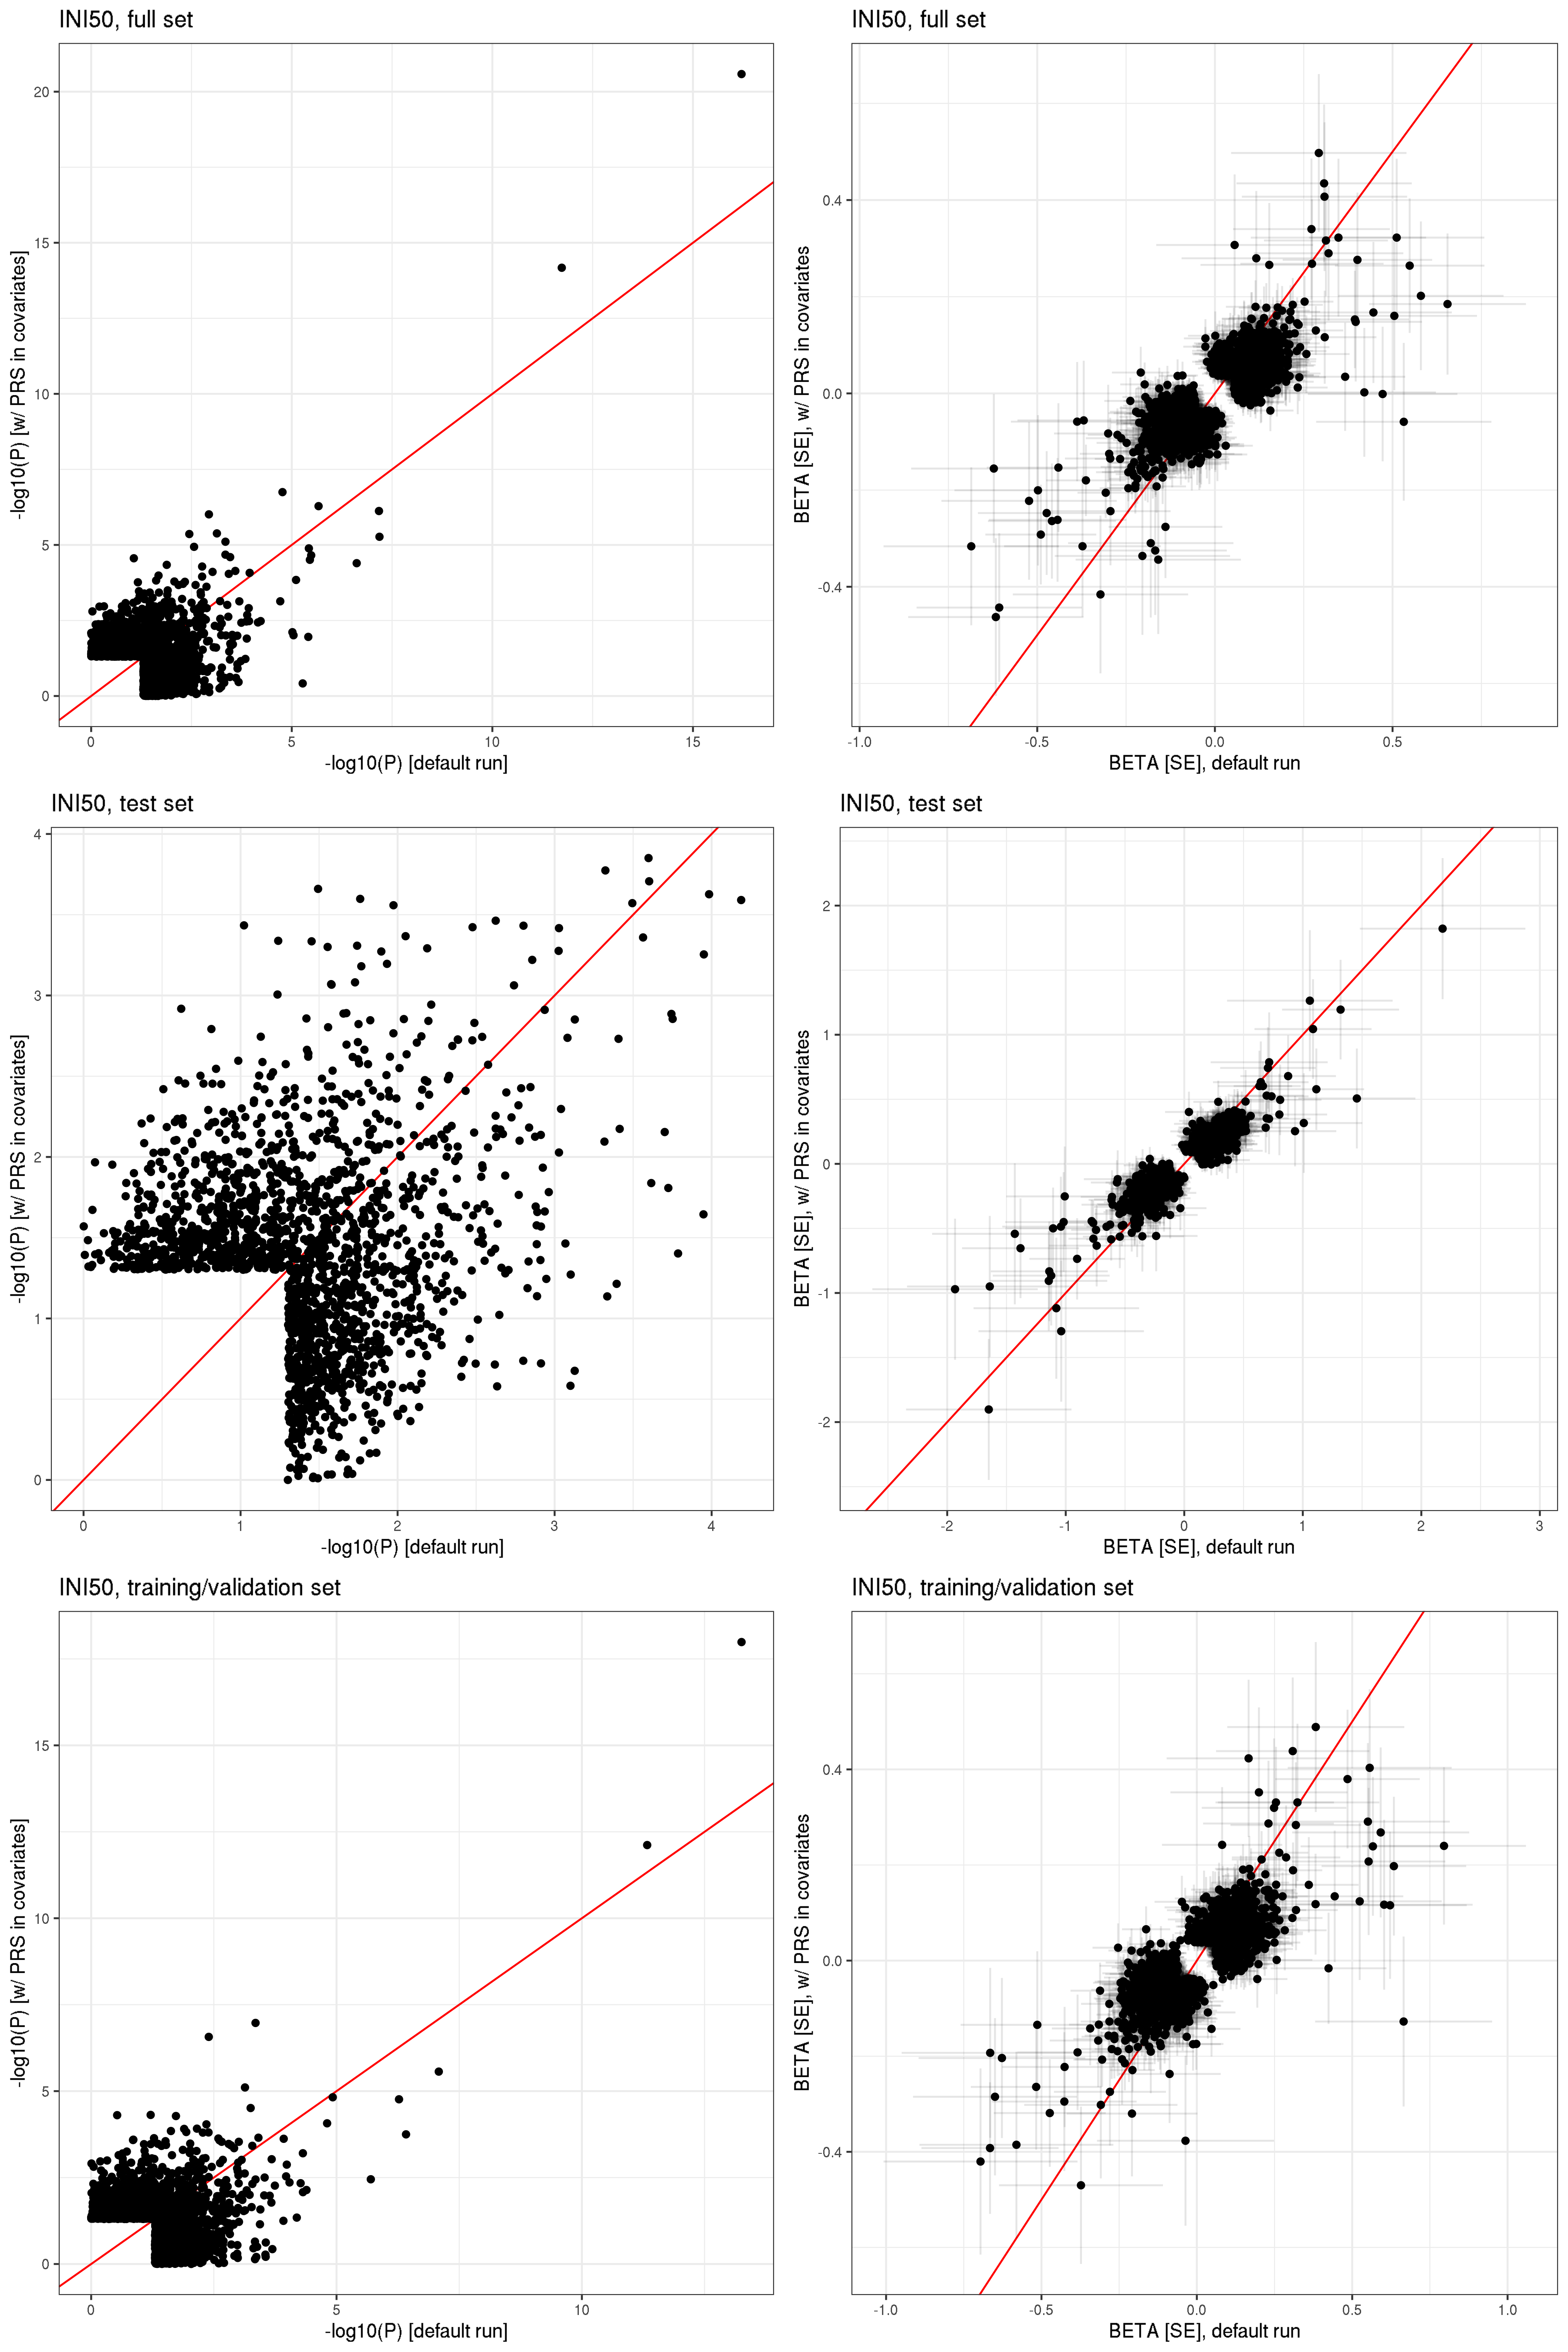 INI50, full set
INI50, full set
-log10(P) [w/ PRS in covariates]
20
15
10
5
0
0 5 10 15
-log10(P) [default run]
BETA [SE], w/ PRS in covariates
0.4
0.0
-0.4
-1.0 -0.5 0.0 0.5
BETA [SE], default run
INI50, test set
INI50, test set
-log10(P) [w/ PRS in covariates]
4
3
2
1
0
0 1 2 3 4
-log10(P) [default run]
BETA [SE], w/ PRS in covariates
2
1
0
-1
-2
-2 -1 0 1 2 3
BETA [SE], default run
INI50, training/validation set
INI50, training/validation set
-log10(P) [w/ PRS in covariates]
15
10
5
0
0 5 10
-log10(P) [default run]
BETA [SE], w/ PRS in covariates
0.4
0.0
-0.4
-1.0 -0.5 0.0 0.5 1.0
BETA [SE], default run